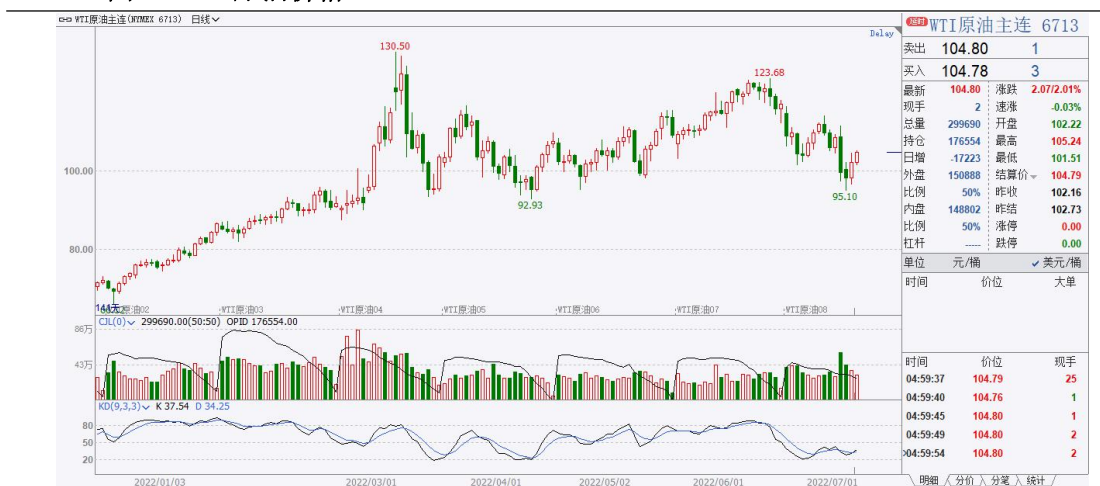 WTI原油主连(NYMEX 6713) 日线
Delay
130.50
123.68
100.00
92.93
95.10
80.00
144天
WTI原油03
WTI原油04
WTI原油05
WTI原油06
WTI原油07
WTI原油08
CJL(0) 299690.00(50:50) OPID 176554.00
86万
43万
KD(9,3,3) K 37.54 D 34.25
80
50
20
2022/01/03
2022/03/01
2022/04/01
2022/05/02
2022/06/01
2022/07/01
延时 WTI原油主连 6713
卖出 104.80 1
买入 104.78 3
最新 104.80 涨跌 2.07/2.01%
现手 2 速涨 -0.03%
总量 299690 开盘 102.22
持仓 176554 最高 105.24
日增 -17223 最低 101.51
外盘 150888 结算价 104.79
比例 50% 昨收 102.16
内盘 148802 昨结 102.73
比例 50% 涨停 0.00
杠杆 ----- 跌停 0.00
单位 元/桶 ✓美元/桶
时间 价位 大单
时间 价位 现手
04:59:37 104.79 25
04:59:40 104.76 1
04:59:45 104.80 1
04:59:49 104.80 2
04:59:54 104.80 2
明细 分价 分笔 统计